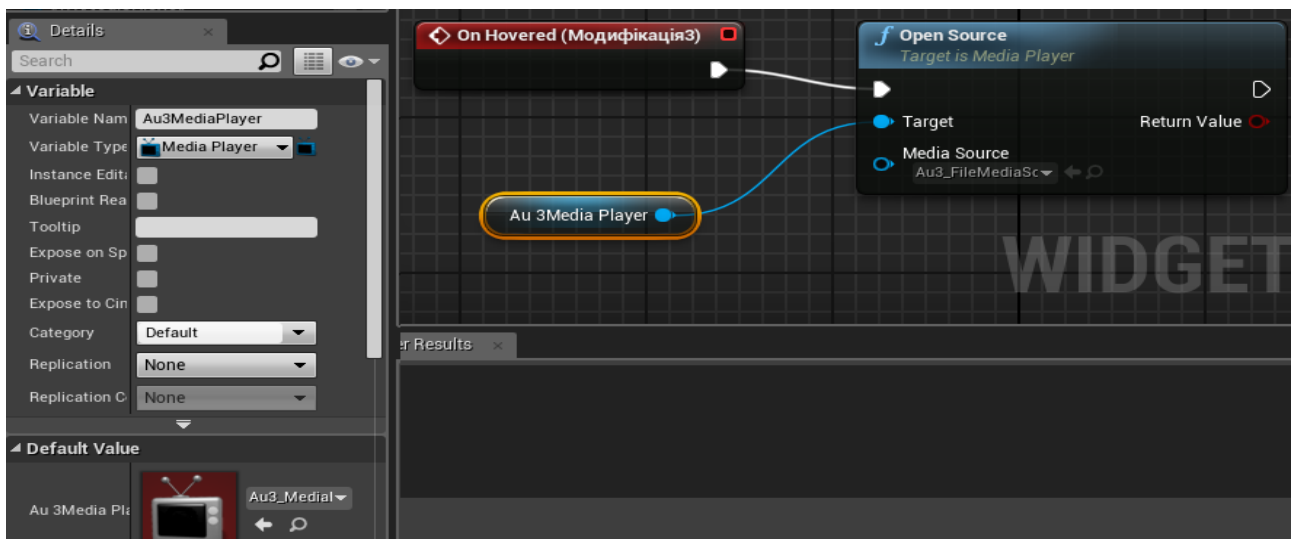 Details
Search
Variable
Variable Nam
Au3MediaPlayer
Variable Type
Media Player
Instance Edita
Blueprint Rea
Tooltip
Expose on Sp
Private
Expose to Cin
Category
Default
Replication
None
Replication C
None
Default Value
Au 3Media Pla
Au3_Medial
On Hovered (Модифікація3)
f Open Source
Target is Media Player
Target
Return Value
Media Source
Au3_FileMediaSc
Au 3Media Player
WIDGET
er Results